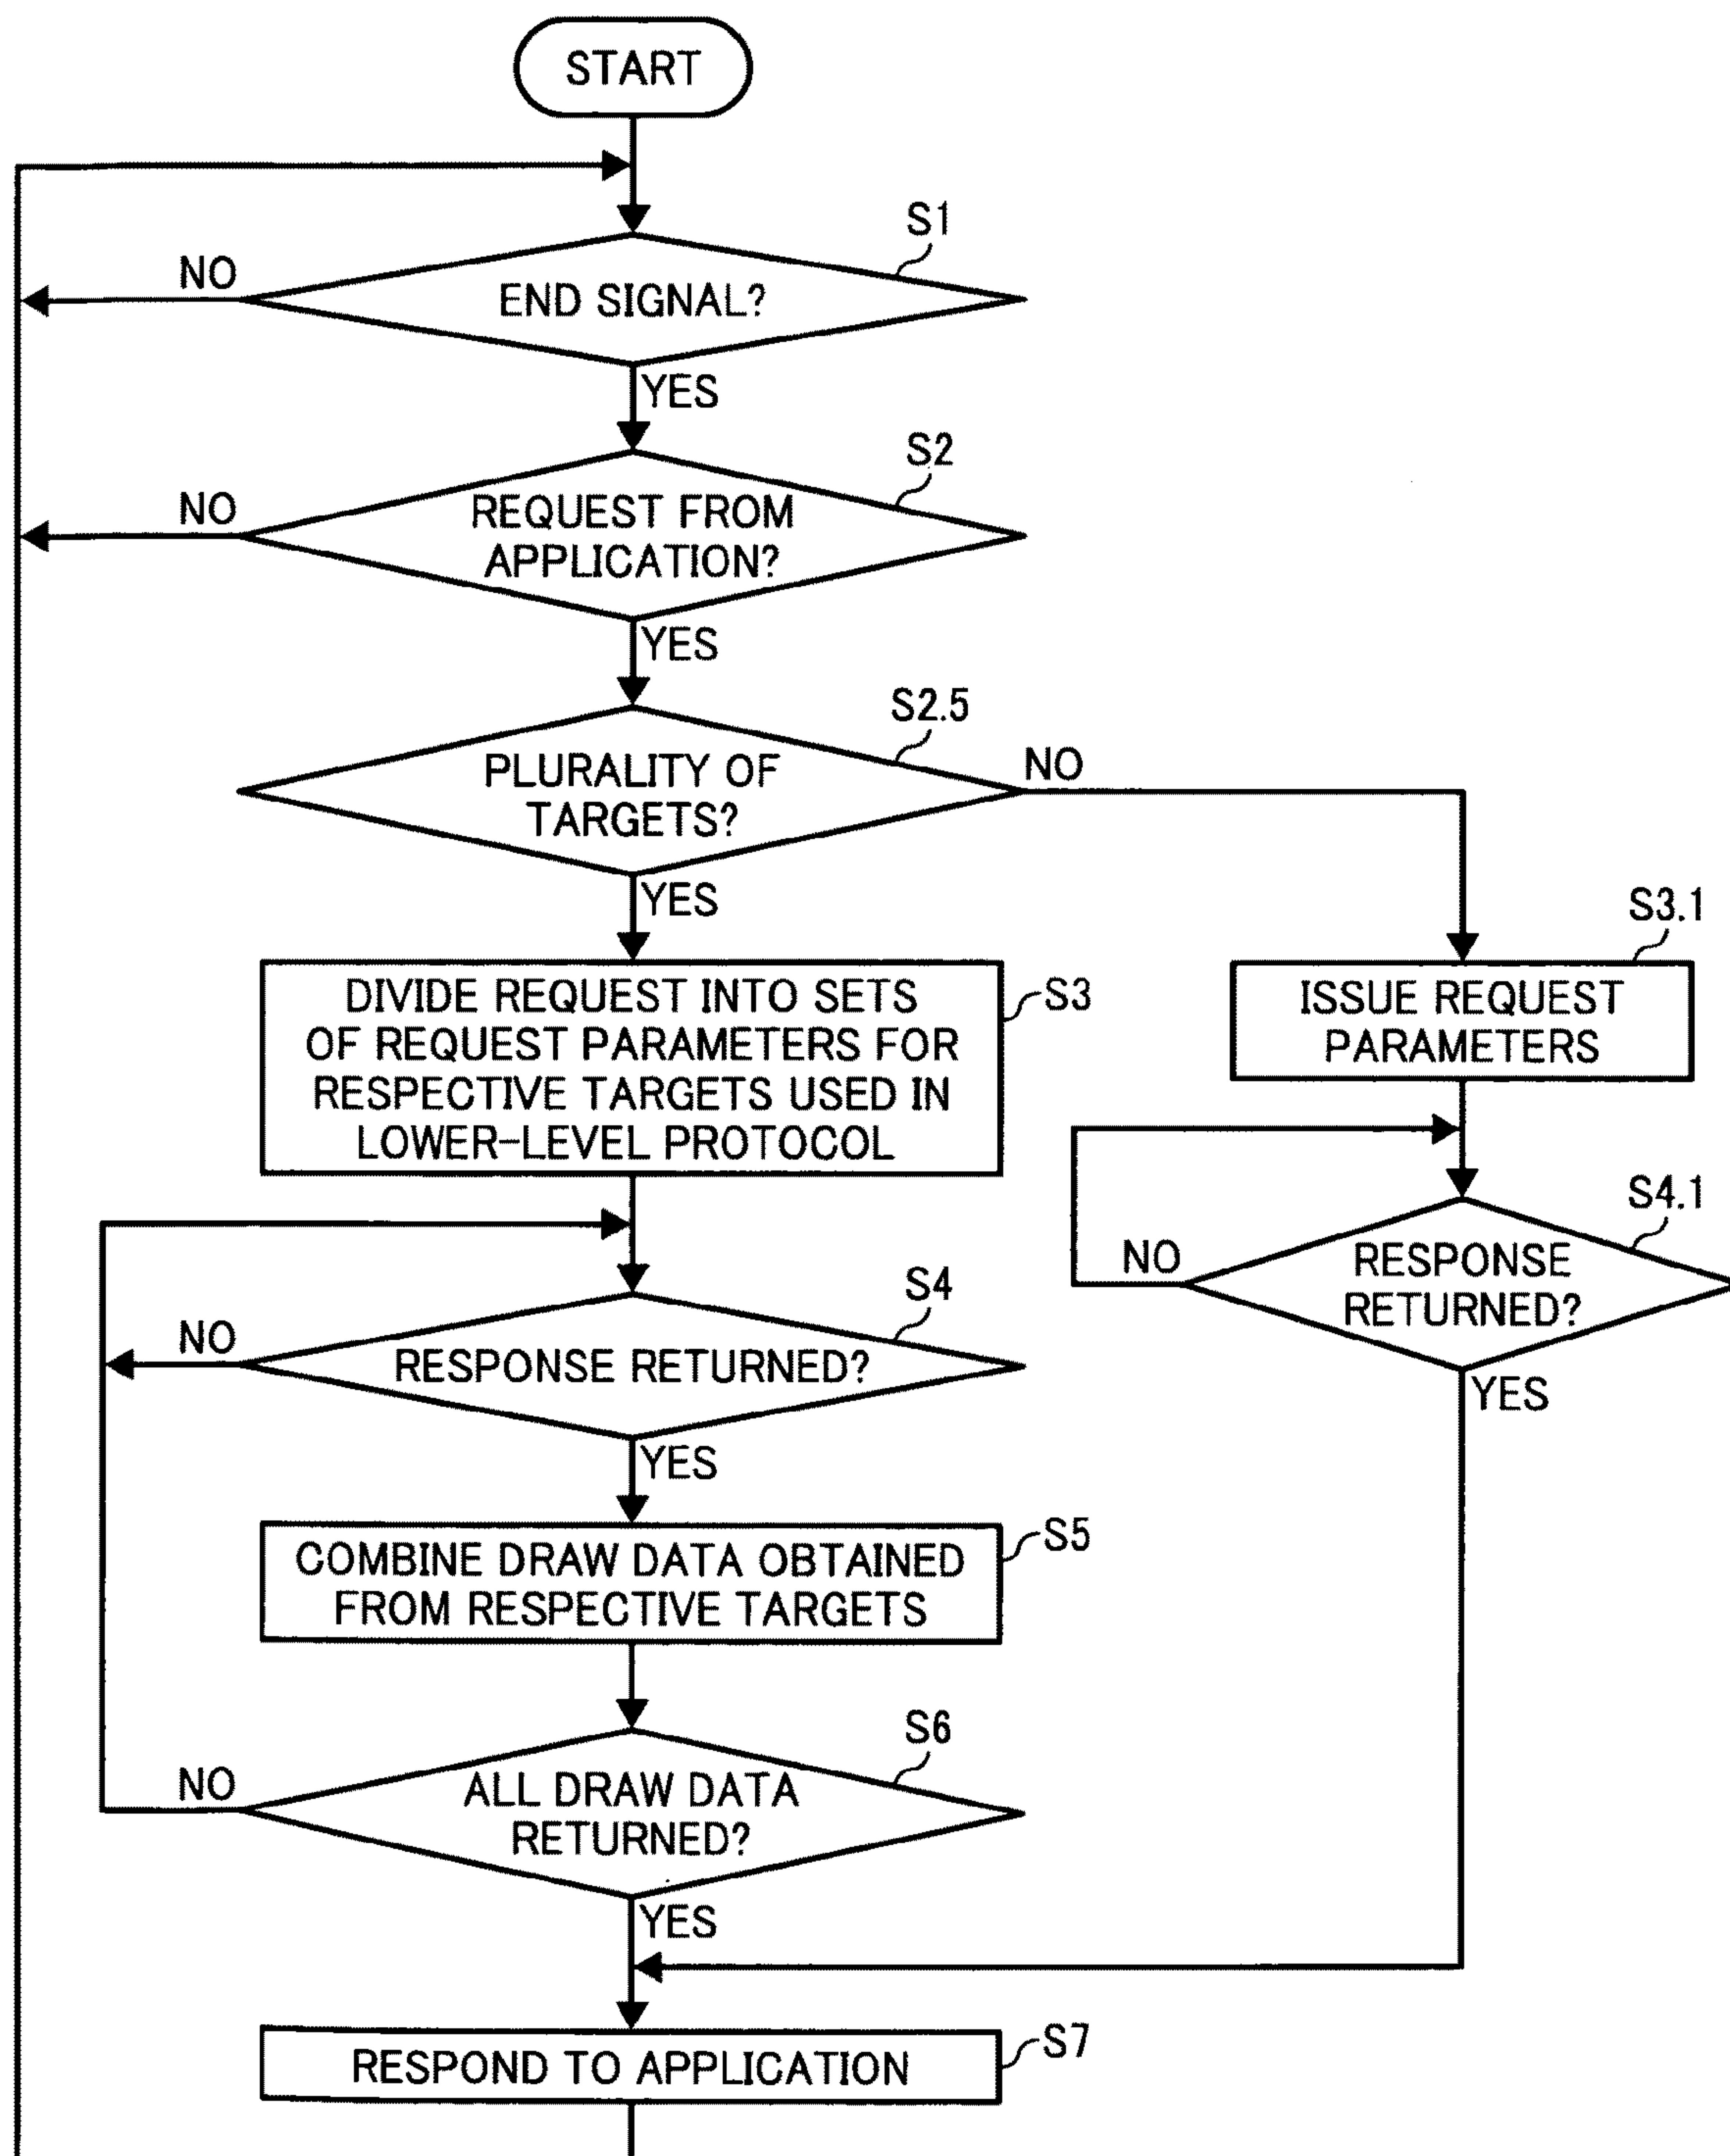 START
S1
NO
END SIGNAL?
YES
S2
NO
REQUEST FROM
APPLICATION?
YES
S2.5
PLURALITY OF
TARGETS?
NO
YES
S3
DIVIDE REQUEST INTO SETS
OF REQUEST PARAMETERS FOR
RESPECTIVE TARGETS USED IN
LOWER-LEVEL PROTOCOL
S3.1
ISSUE REQUEST
PARAMETERS
S4.1
NO
RESPONSE
RETURNED?
YES
S4
NO
RESPONSE RETURNED?
YES
S5
COMBINE DRAW DATA OBTAINED
FROM RESPECTIVE TARGETS
S6
NO
ALL DRAW DATA
RETURNED?
YES
S7
RESPOND TO APPLICATION